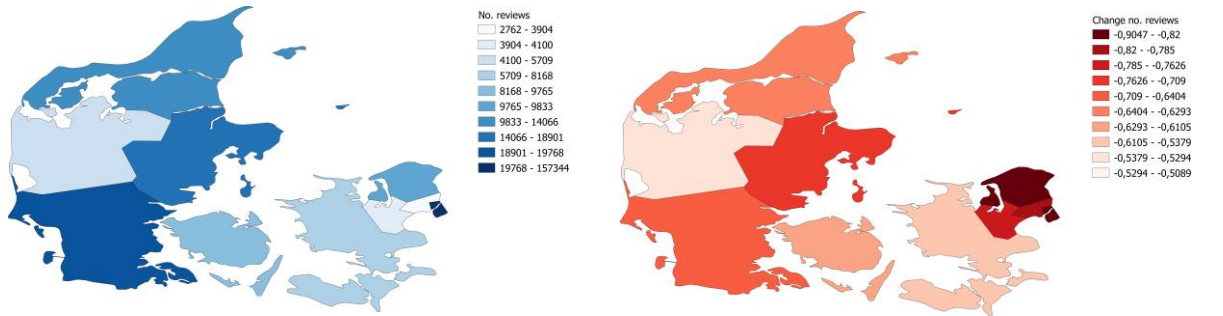 No. reviews
2762 - 3904
3904 - 4100
4100 - 5709
5709 - 8168
8168 - 9765
9765 - 9833
9833 - 14066
14066 - 18901
18901 - 19768
19768 - 157344
Change no. reviews
-0,9047 - -0,82
-0,82 - -0,785
-0,785 - -0,7626
-0,7626 - -0,709
-0,709 - -0,6404
-0,6404 - -0,6293
-0,6293 - -0,6105
-0,6105 - -0,5379
-0,5379 - -0,5294
-0,5294 - -0,5089